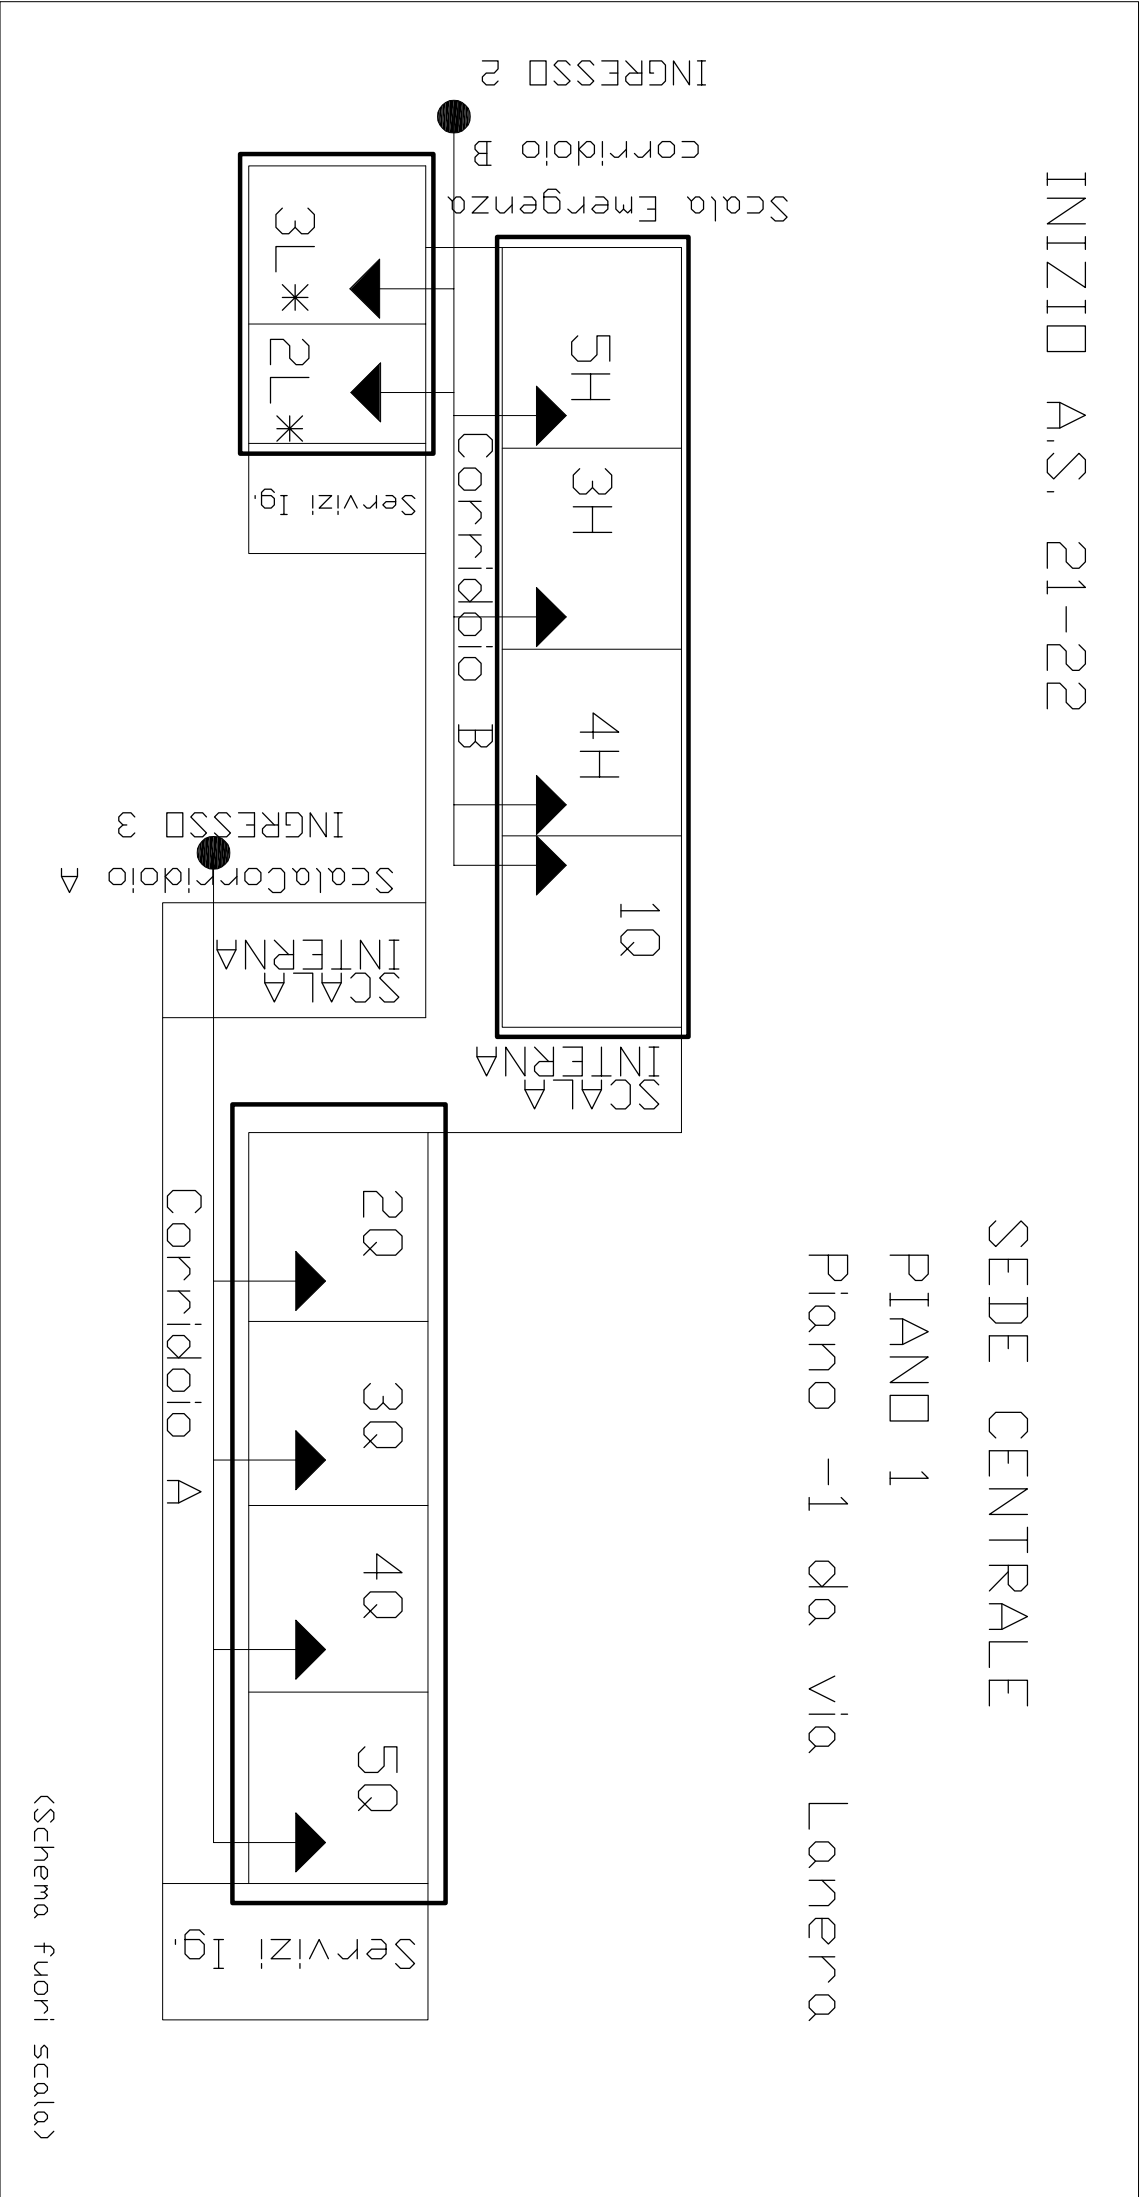 INIZIO A.S. 21-22
SEDE CENTRALE
PIANO 1
Piano -1 da via Lanera
INGRESSO 2
corridoio B
Scala Emergenza
5H
3H
4H
1Q
SCALA
INTERNA
Corridoio B
3L*
2L*
Servizi Ig.
INGRESSO 3
ScalaCorridoio A
SCALA
INTERNA
2Q
3Q
4Q
5Q
Corridoio A
Servizi Ig.
(Schema fuori scala)